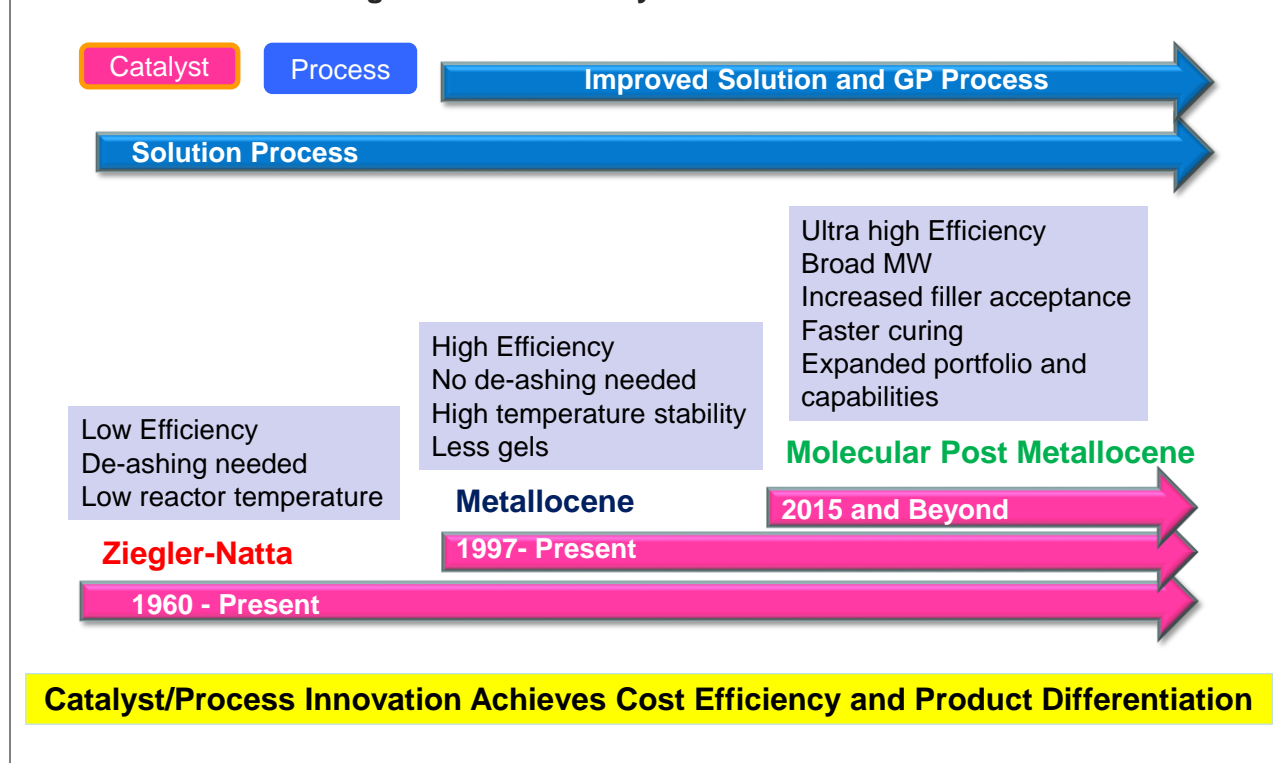 Catalyst
Process
Improved Solution and GP Process
Solution Process
Ultra high Efficiency
Broad MW
Increased filler acceptance
Faster curing
Expanded portfolio and
capabilities
High Efficiency
No de-ashing needed
High temperature stability
Less gels
Low Efficiency
De-ashing needed
Low reactor temperature
Molecular Post Metallocene
Metallocene
2015 and Beyond
Ziegler-Natta
1997- Present
1960 - Present
Catalyst/Process Innovation Achieves Cost Efficiency and Product Differentiation